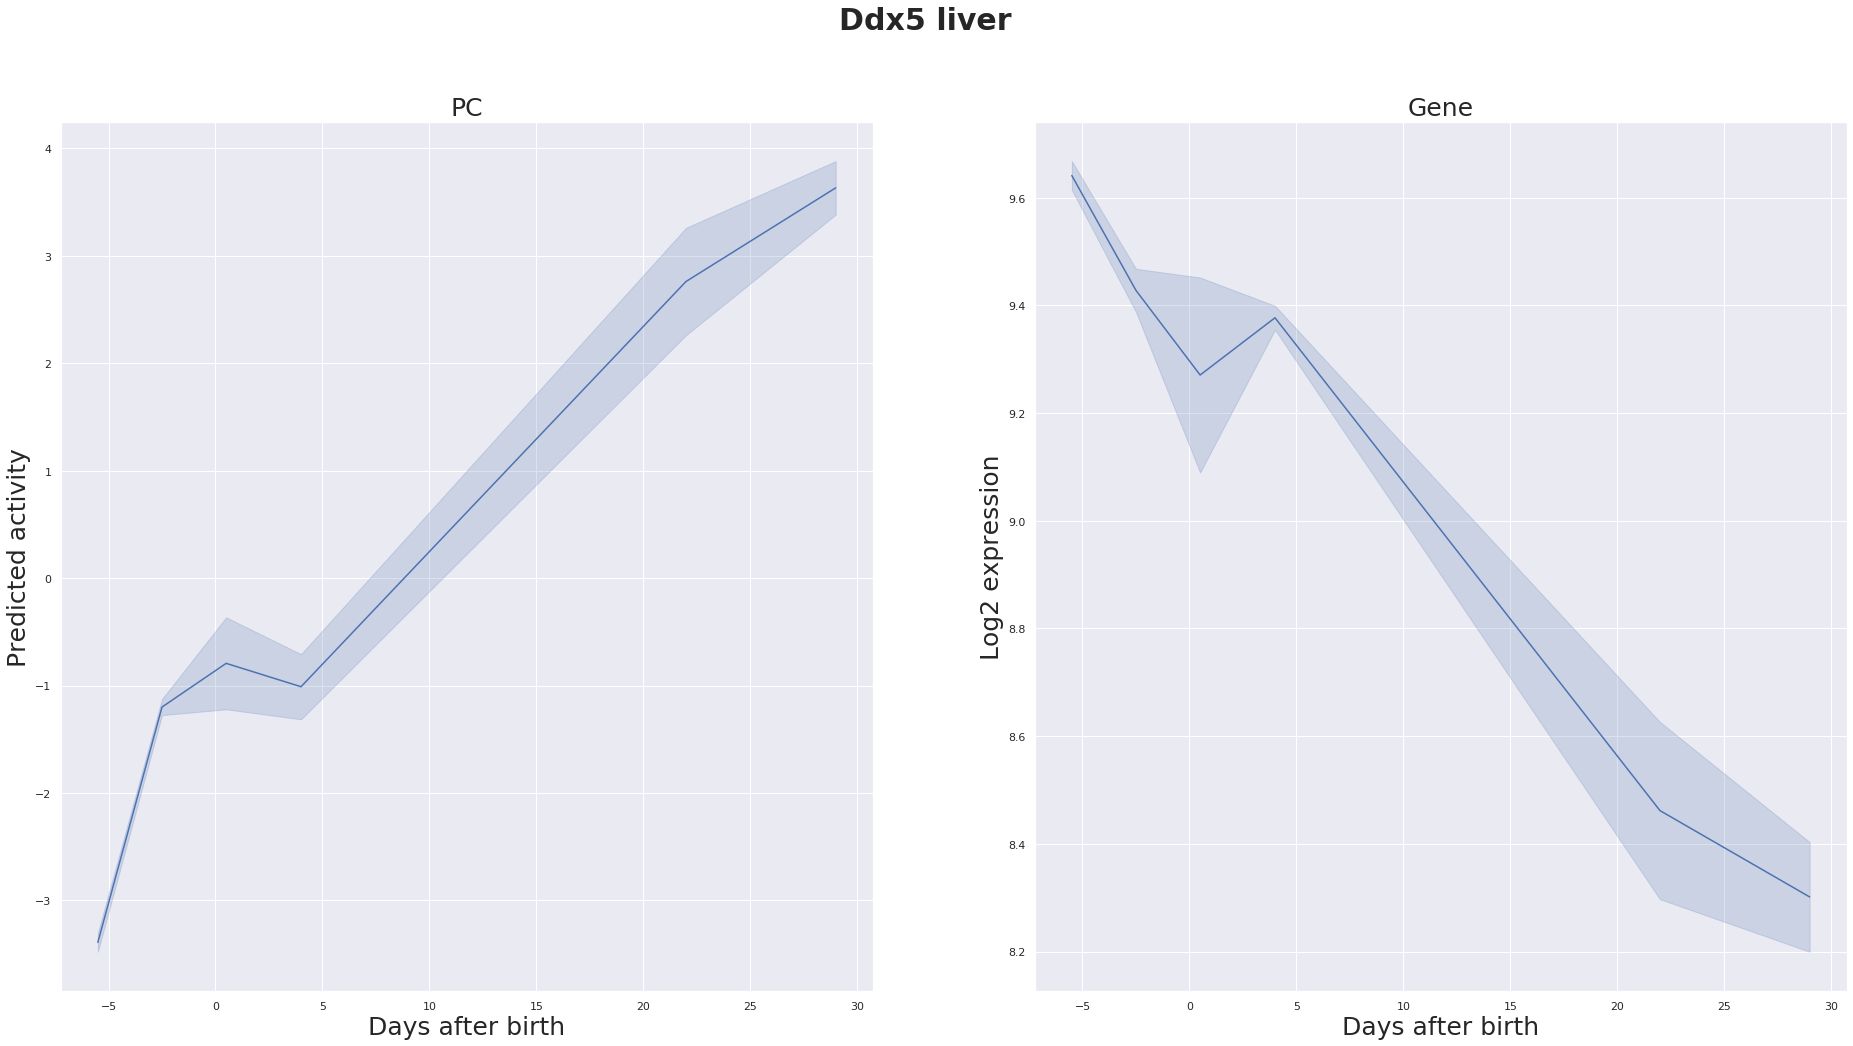 Ddx5 liver
PC
Predicted activity
4
3
2
1
0
−1
−2
−3
−5 0 5 10 15 20 25 30
Days after birth
Gene
Log2 expression
9.6
9.4
9.2
9.0
8.8
8.6
8.4
8.2
−5 0 5 10 15 20 25 30
Days after birth